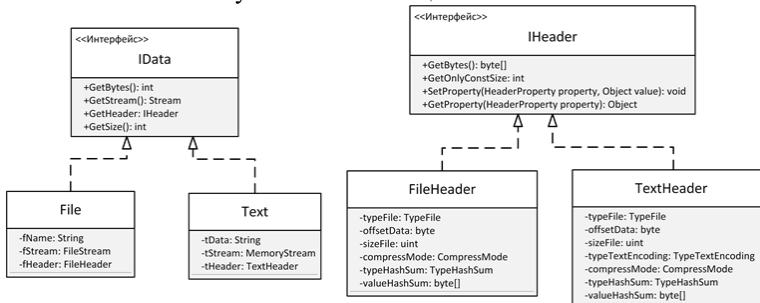 <<Интерфейс>>
IData
+GetBytes(): int
+GetStream(): Stream
+GetHeader: IHeader
+GetSize(): int
<<Интерфейс>>
IHeader
+GetBytes(): byte[]
+GetOnlyConstSize: int
+SetProperty(HeaderProperty property, Object value): void
+GetProperty(HeaderProperty property): Object
File
-fName: String
-fStream: FileStream
-fHeader: FileHeader
Text
-tData: String
-tStream: MemoryStream
-tHeader: TextHeader
FileHeader
-typeFile: TypeFile
-offsetData: byte
-sizeFile: uint
-compressMode: CompressMode
-typeHashSum: TypeHashSum
-valueHashSum: byte[]
TextHeader
-typeFile: TypeFile
-offsetData: byte
-sizeFile: uint
-typeTextEncoding: TypeTextEncoding
-compressMode: CompressMode
-typeHashSum: TypeHashSum
-valueHashSum: byte[]